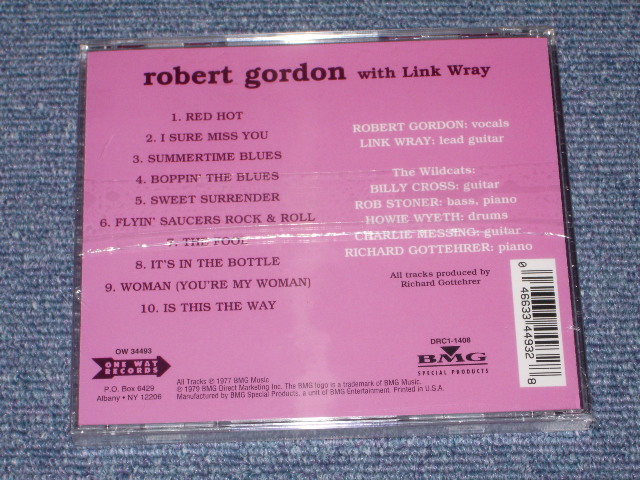 robert gordon with Link Wray
1. RED HOT
2. I SURE MISS YOU
3. SUMMERTIME BLUES
4. BOPPIN' THE BLUES
5. SWEET SURRENDER
6. FLYIN' SAUCERS ROCK & ROLL
7. THE FOOL
8. IT'S IN THE BOTTLE
9. WOMAN (YOU'RE MY WOMAN)
10. IS THIS THE WAY
ROBERT GORDON: vocals
LINK WRAY: lead guitar
The Wildcats:
BILLY CROSS: guitar
ROB STONER: bass, piano
HOWIE WYETH: drums
CHARLIE MESSING: guitar
RICHARD GOTTEHRER: piano
All tracks produced by
Richard Gottehrer
0 46633 44932 8
OW 34493
ONE WAY
RECORDS
P.O. Box 6429
Albany • NY 12206
All Tracks ℗ 1977 BMG Music
© 1979 BMG Direct Marketing Inc. The BMG logo is a trademark of BMG Music.
Manufactured by BMG Special Products, a unit of BMG Entertainment. Printed in U.S.A.
DRC1-1408
BMG
SPECIAL PRODUCTS